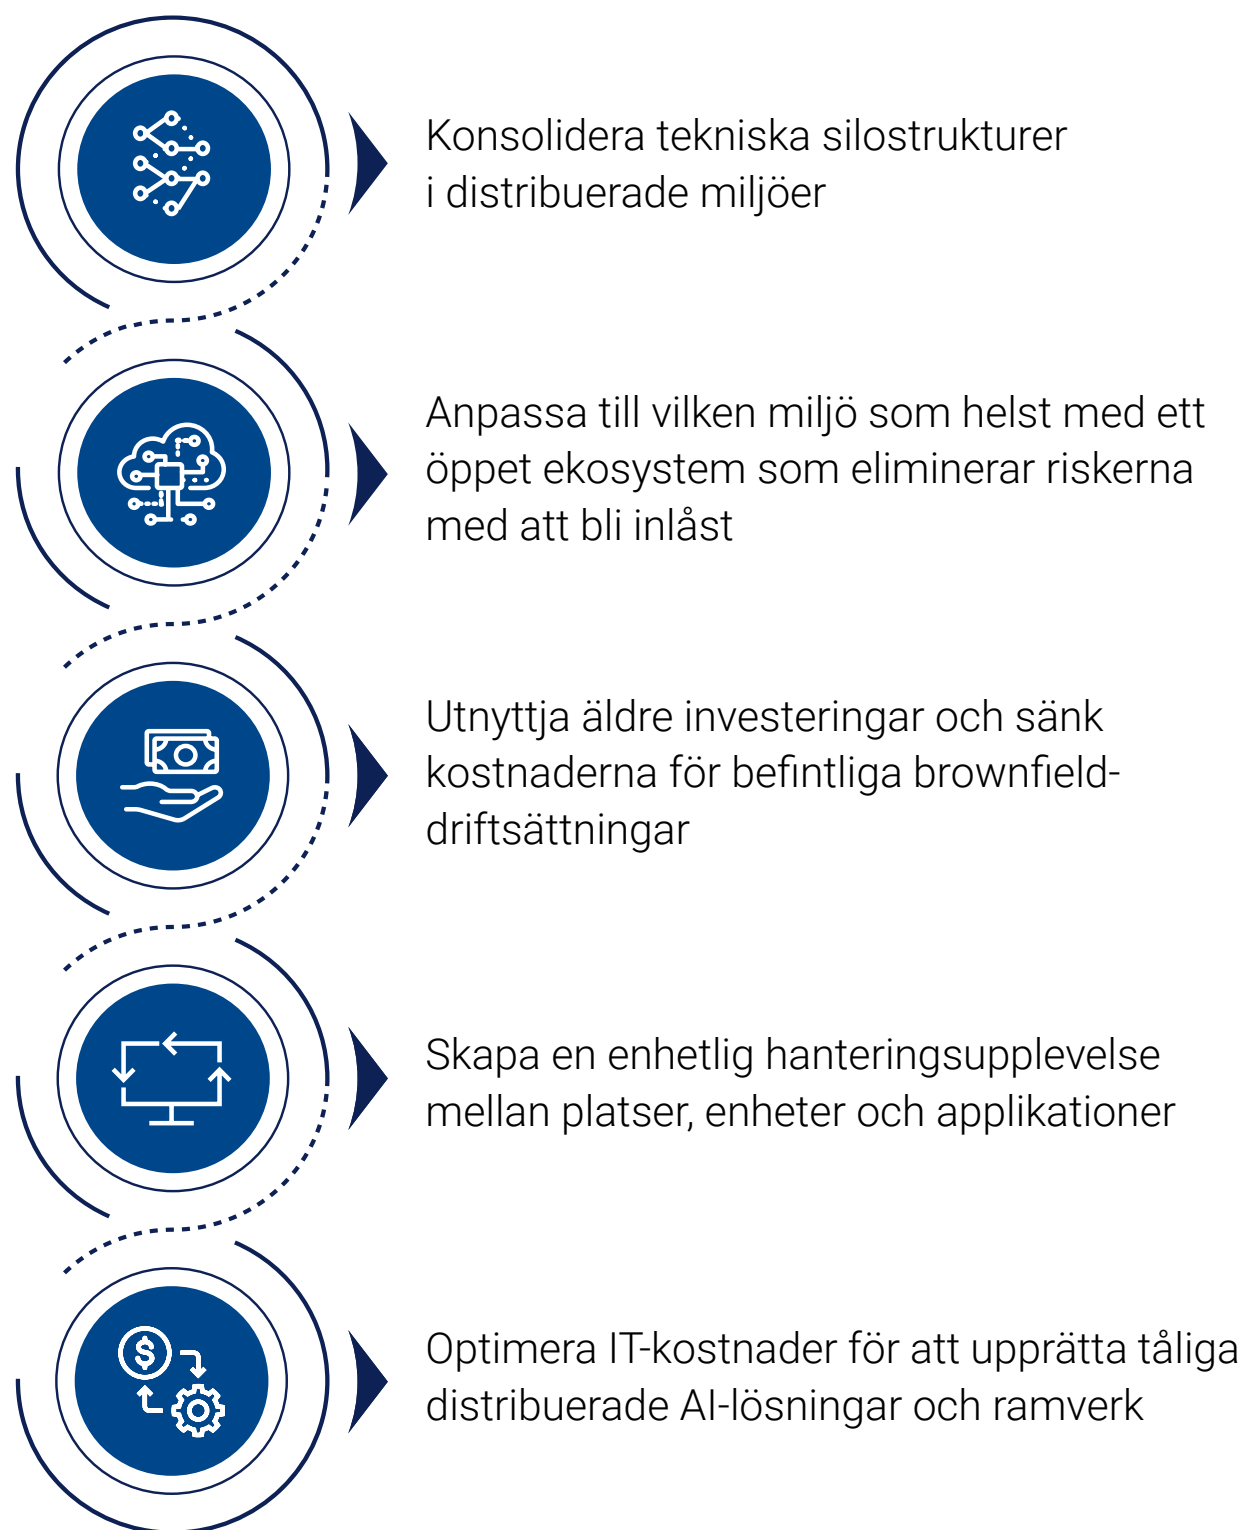 Konsolidera tekniska silostrukturer
i distribuerade miljöer
Anpassa till vilken miljö som helst med ett
öppet ekosystem som eliminerar riskerna
med att bli inlåst
Utnyttja äldre investeringar och sänk
kostnaderna för befintliga brownfield-
driftsättningar
Skapa en enhetlig hanteringsupplevelse
mellan platser, enheter och applikationer
$
Optimera IT-kostnader för att upprätta tåliga
distribuerade AI-lösningar och ramverk